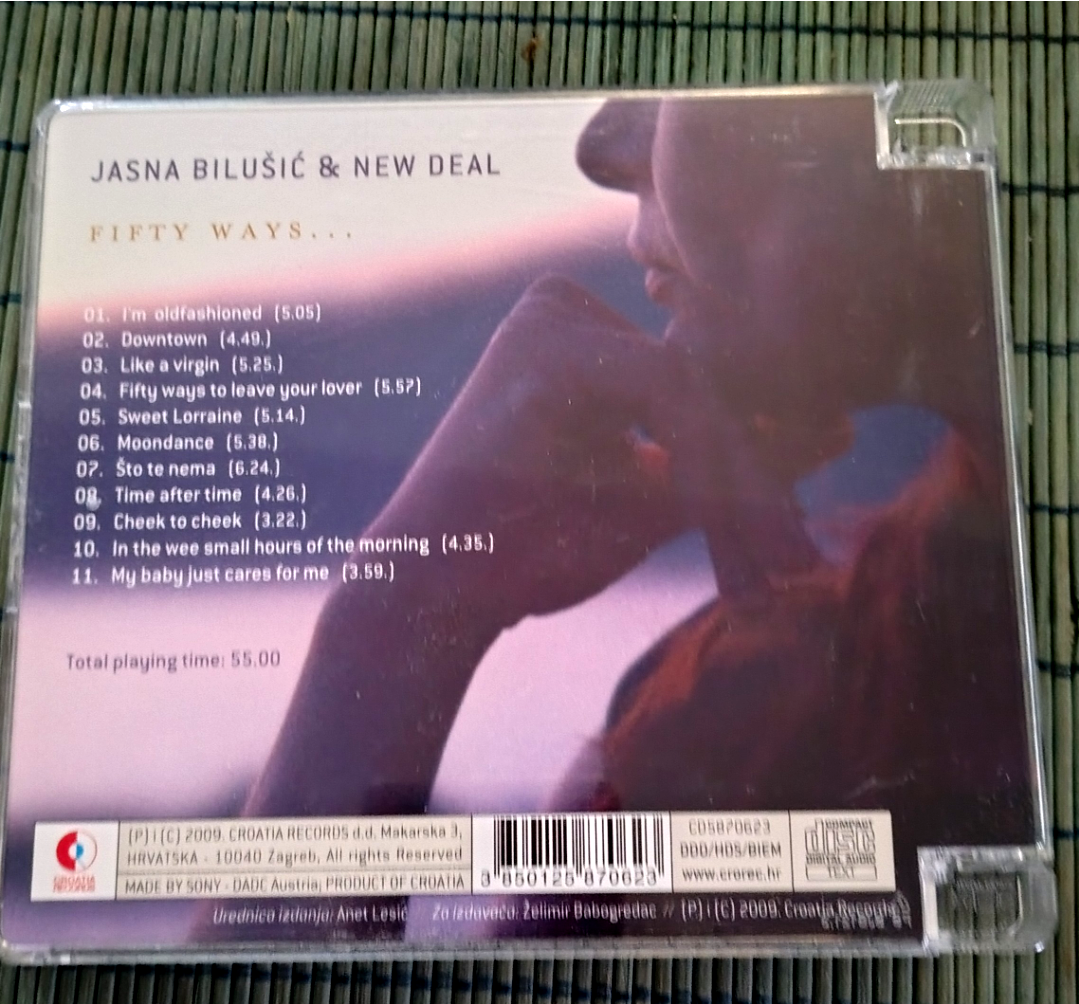 JASNA BILUŠIĆ & NEW DEAL
FIFTY WAYS...
01. I'm oldfashioned (5.05)
02. Downtown (4.49.)
03. Like a virgin (5.25.)
04. Fifty ways to leave your lover (5.57)
05. Sweet Lorraine (5.14.)
06. Moondance (5.38.)
07. Što te nema (6.24.)
08. Time after time (4.26.)
09. Cheek to cheek (3.22.)
10. In the wee small hours of the morning (4.35.)
11. My baby just cares for me (3.59.)
Total playing time: 55.00
CROATIA RECORDS
(P) i (C) 2009. CROATIA RECORDS d.d. Makarska 3,
HRVATSKA - 10040 Zagreb, All rights Reserved
MADE BY SONY - DADC Austria; PRODUCT OF CROATIA
3 850125 870623
CD5870623
DDD/HDS/BIEM
www.crorec.hr
COMPACT
disc
DIGITAL AUDIO
TEXT
Urednica izdanja: Anet Lesić Za izdavača: Želimir Babogredac // (P) i (C) 2009. Croatia Records